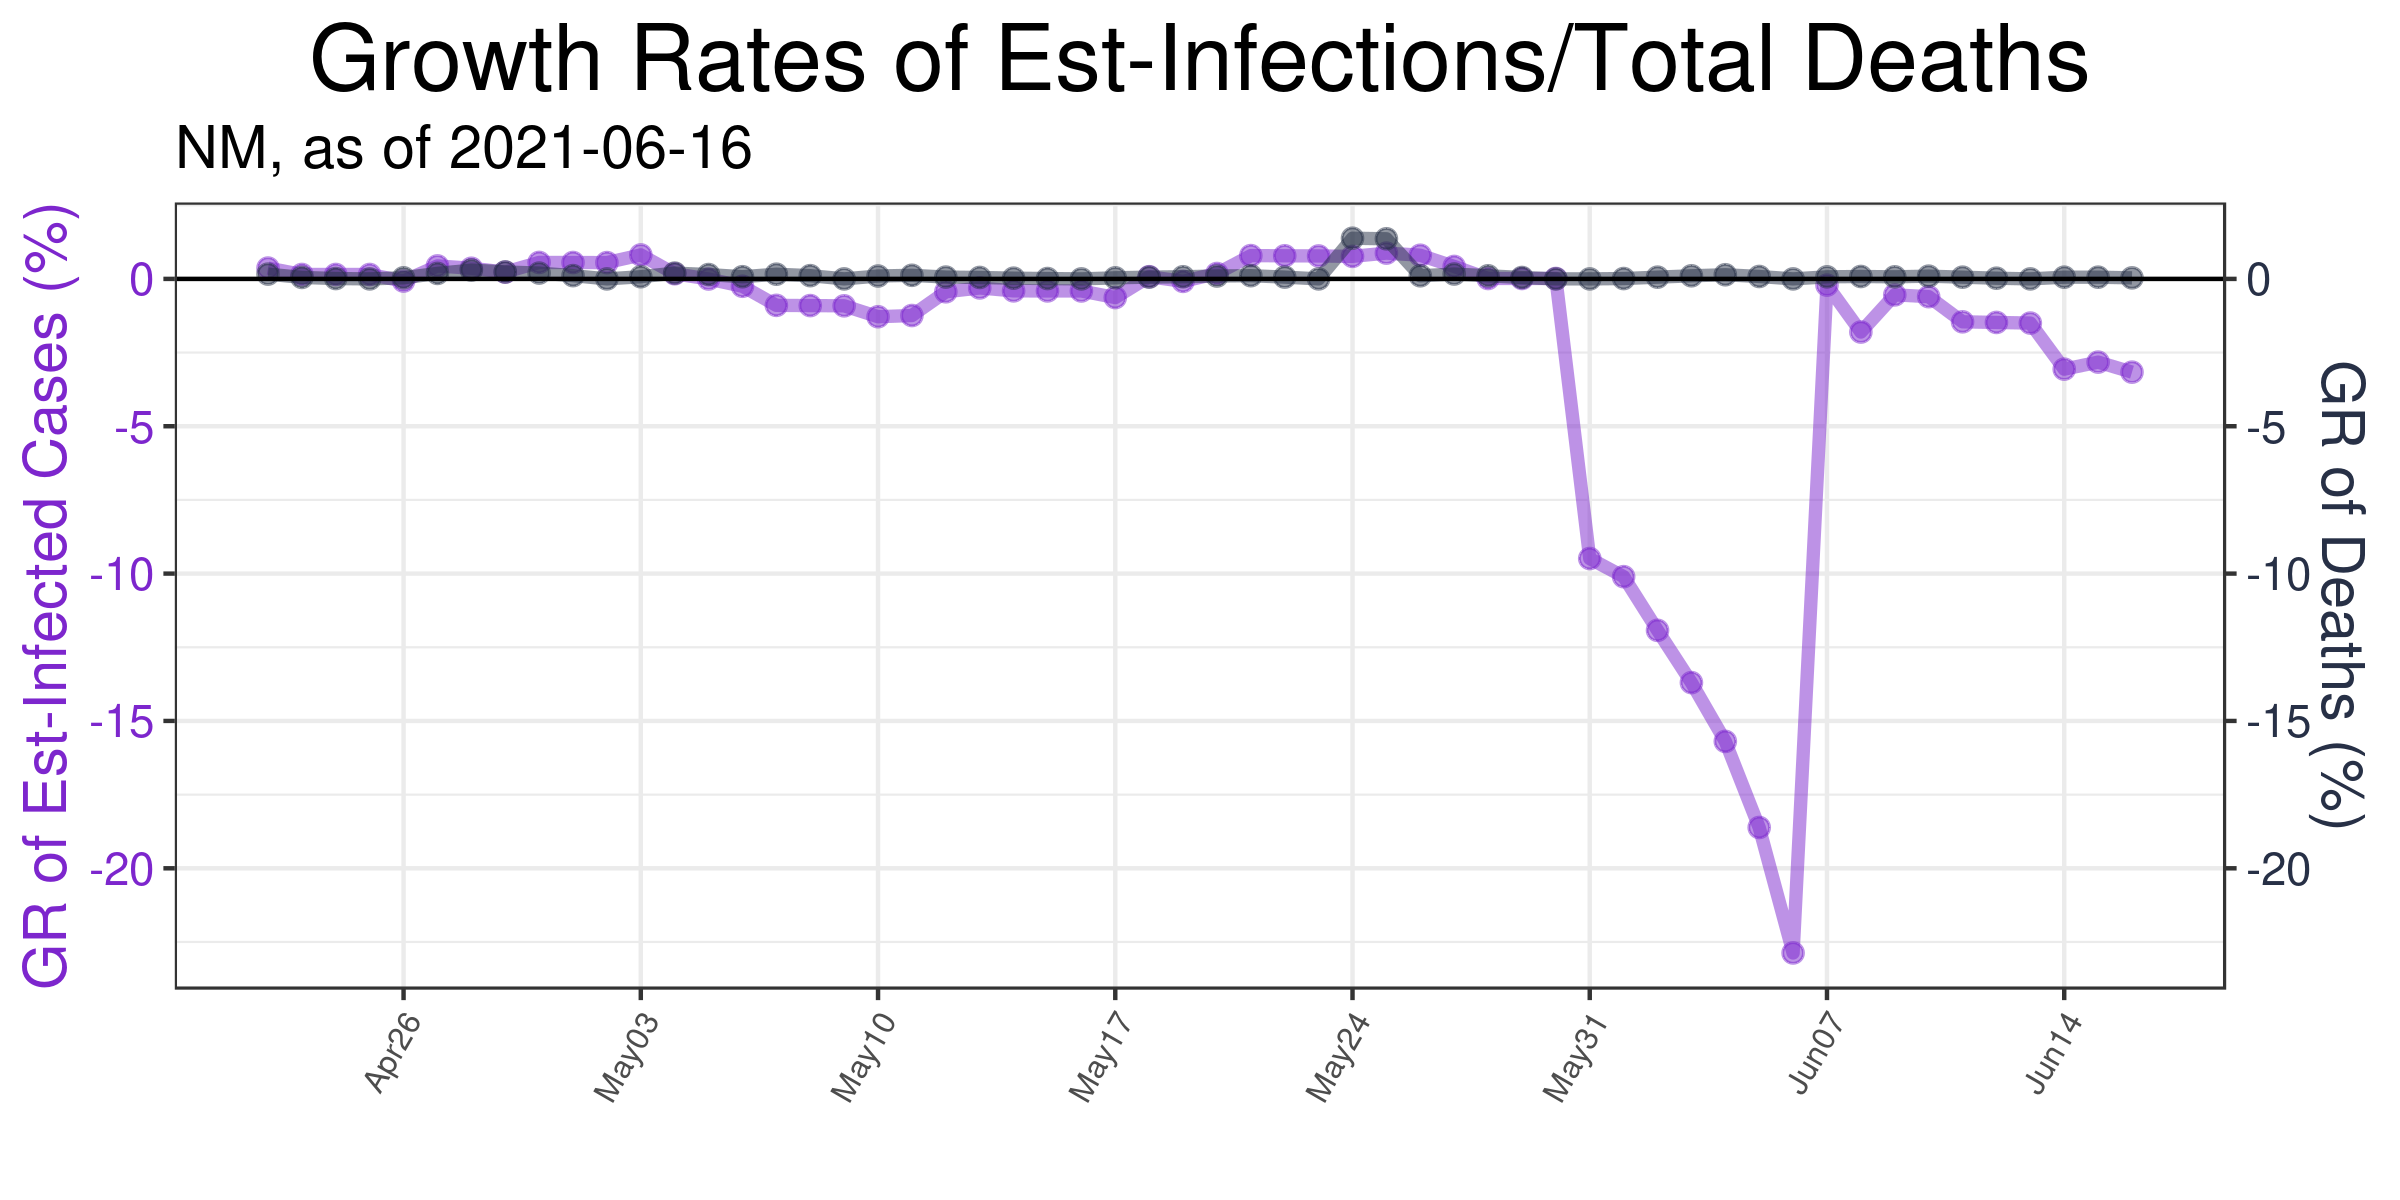 Growth Rates of Est-Infections/Total Deaths
NM, as of 2021-06-16
GR of Est-Infected Cases (%)
0
-5
-10
-15
-20
0
-5
-10
-15
-20
GR of Deaths (%)
Apr26
May03
May10
May17
May24
May31
Jun07
Jun14